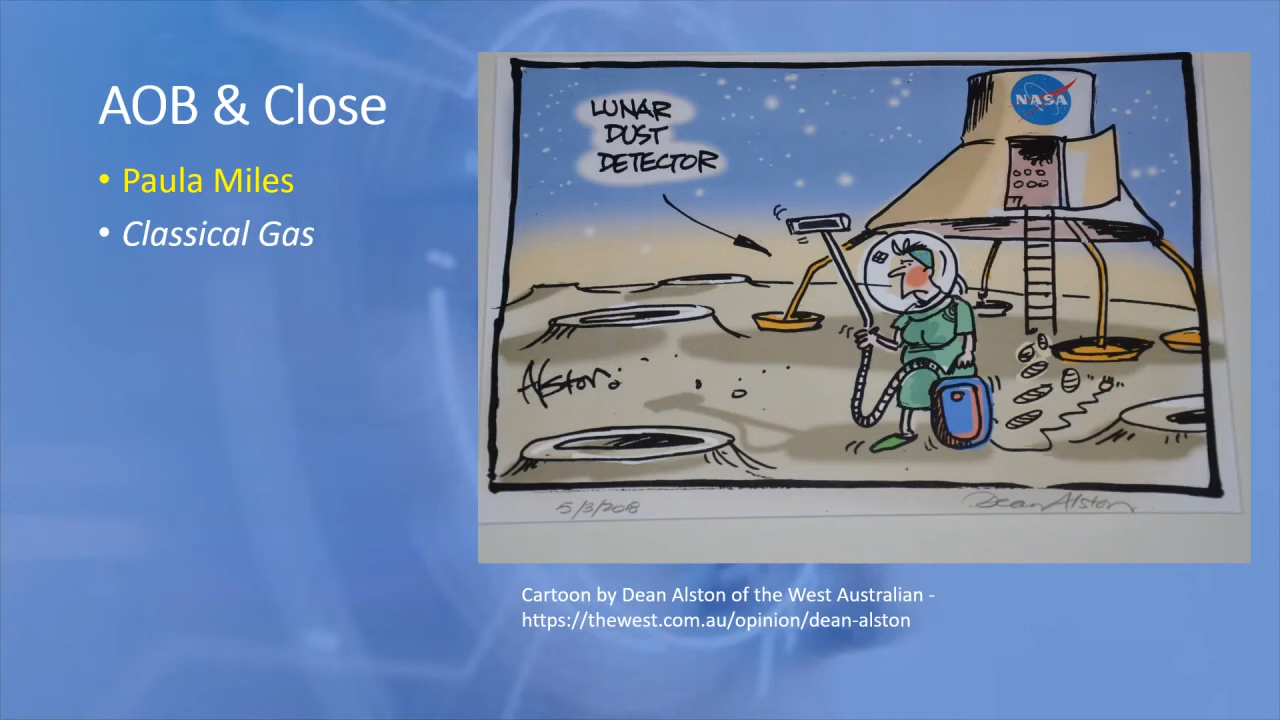 AOB & Close
• Paula Miles
• Classical Gas
LUNAR
DUST
DETECTOR
NASA
Alston
5/3/2018
Dean Alston
Cartoon by Dean Alston of the West Australian -
https://thewest.com.au/opinion/dean-alston